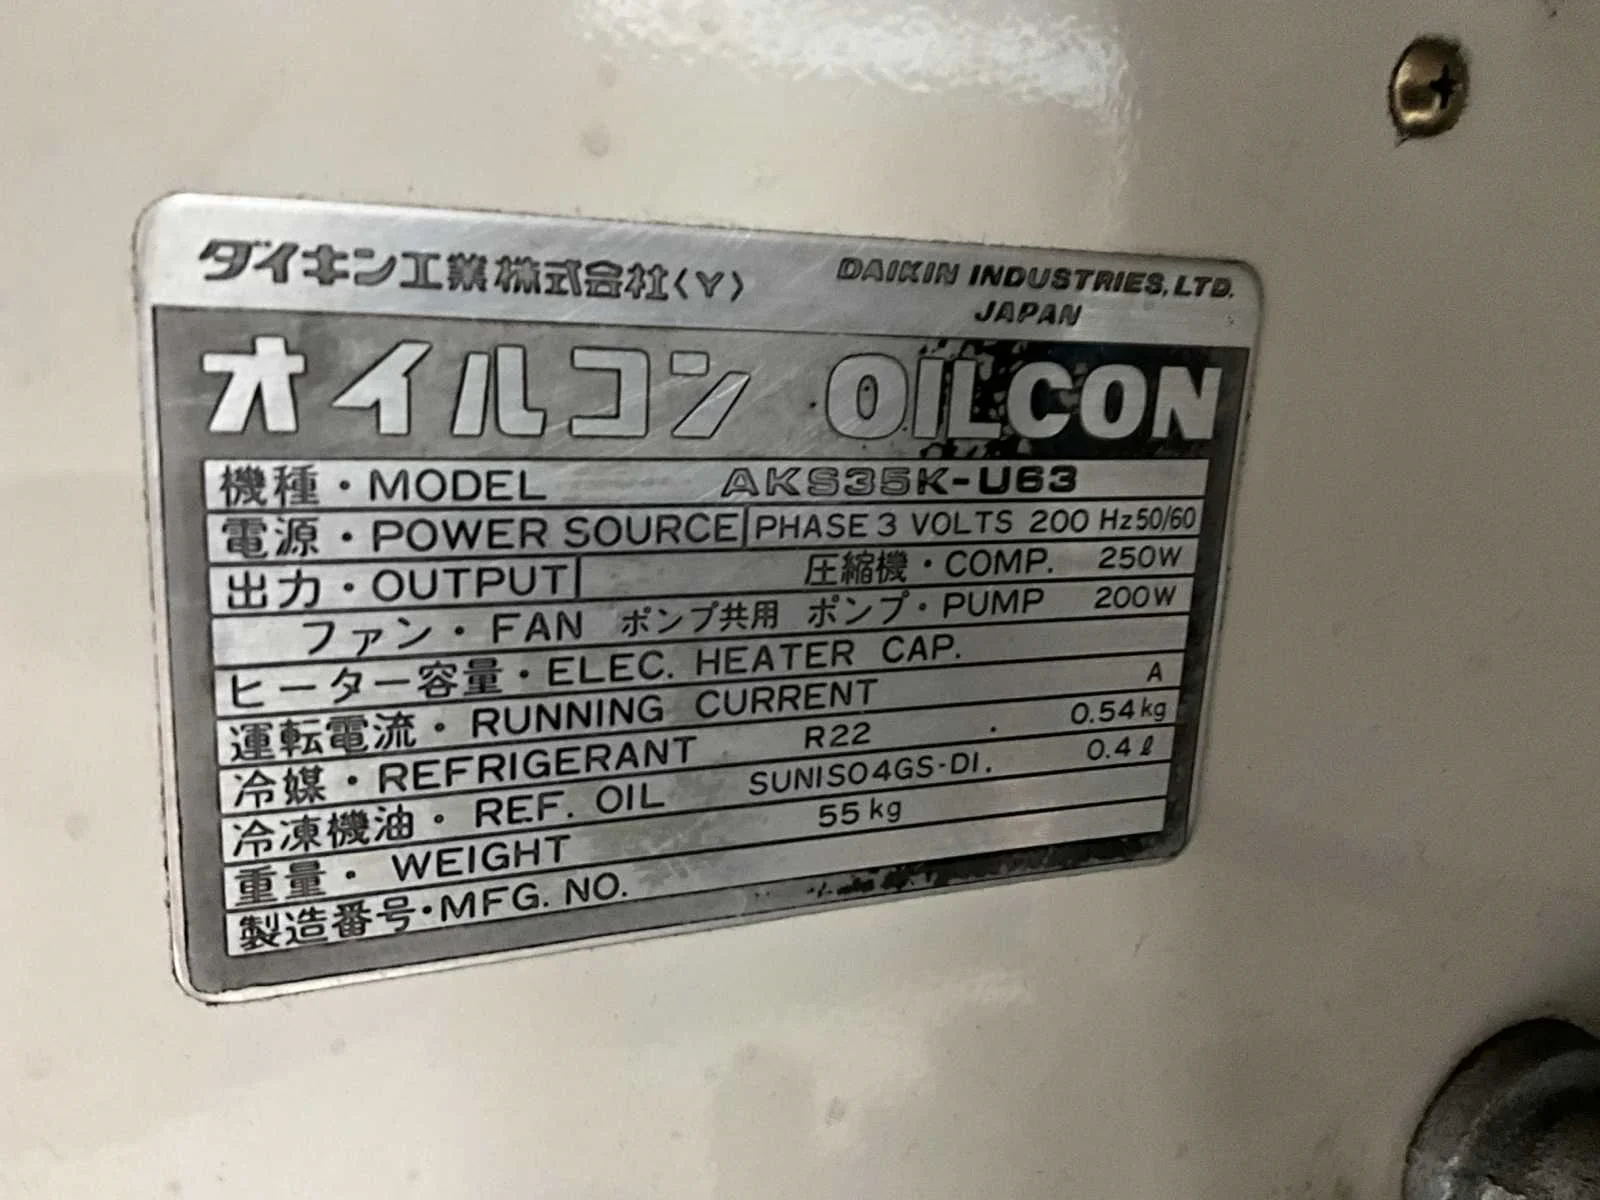 ダイキン工業株式会社〈Y〉 DAIKIN INDUSTRIES, LTD.
JAPAN
オイルコン OILCON
機種・MODEL AKS35K-U63
電源・POWER SOURCE PHASE 3 VOLTS 200 Hz 50/60
出力・OUTPUT 圧縮機・COMP. 250W
ファン・FAN ポンプ共用 ポンプ・PUMP 200W
ヒーター容量・ELEC. HEATER CAP.
運転電流・RUNNING CURRENT A
冷媒・REFRIGERANT R22 0.54kg
冷凍機油・REF. OIL SUNISO4GS-DI. 0.4ℓ
重量・WEIGHT 55kg
製造番号・MFG. NO.